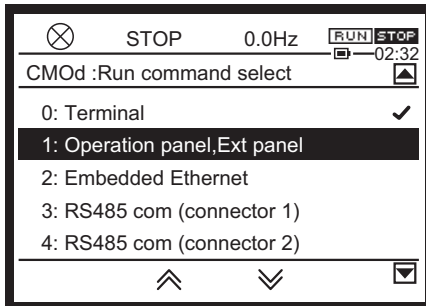 STOP 0.0Hz RUN STOP
02:32
CMOd :Run command select
0: Terminal
1: Operation panel,Ext panel
2: Embedded Ethernet
3: RS485 com (connector 1)
4: RS485 com (connector 2)